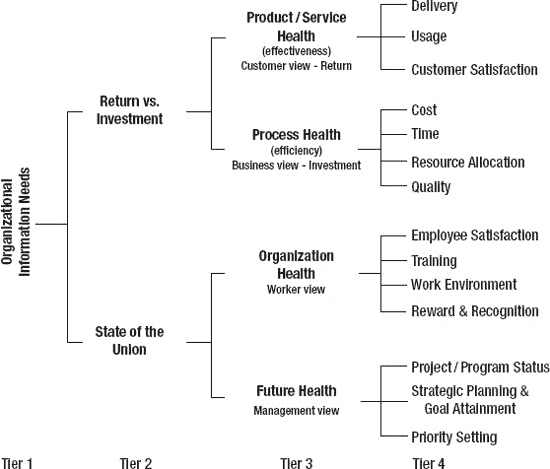 Organizational
Information Needs
Return vs.
Investment
Product / Service
Health
(effectiveness)
Customer view - Return
Delivery
Usage
Customer Satisfaction
Process Health
(efficiency)
Business view - Investment
Cost
Time
Resource Allocation
Quality
State of the
Union
Organization
Health
Worker view
Employee Satisfaction
Training
Work Environment
Reward & Recognition
Future Health
Management view
Project / Program Status
Strategic Planning &
Goal Attainment
Priority Setting
Tier 1
Tier 2
Tier 3
Tier 4